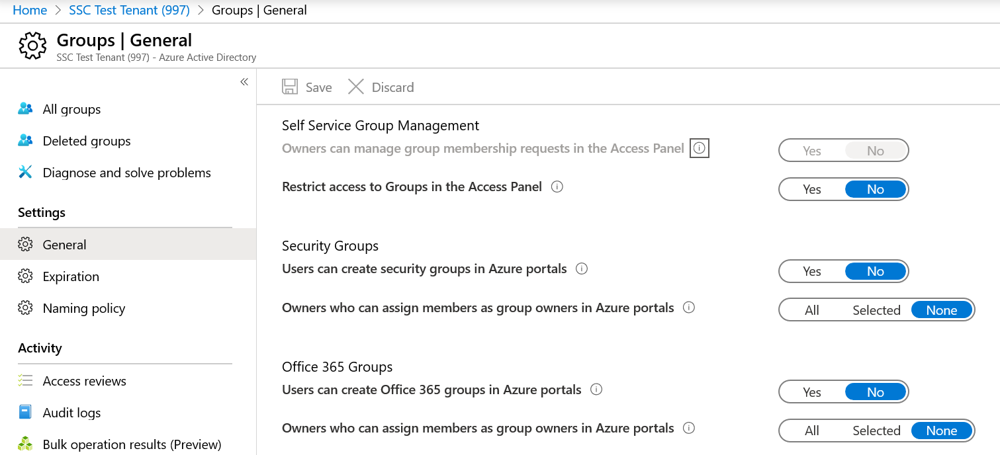 Home > SSC Test Tenant (997) > Groups | General
Groups | General
SSC Test Tenant (997) - Azure Active Directory
«
All groups
Deleted groups
Diagnose and solve problems
Settings
General
Expiration
Naming policy
Activity
Access reviews
Audit logs
Bulk operation results (Preview)
Save Discard
Self Service Group Management
Owners can manage group membership requests in the Access Panel Yes No
Restrict access to Groups in the Access Panel Yes No
Security Groups
Users can create security groups in Azure portals Yes No
Owners who can assign members as group owners in Azure portals All Selected None
Office 365 Groups
Users can create Office 365 groups in Azure portals Yes No
Owners who can assign members as group owners in Azure portals All Selected None